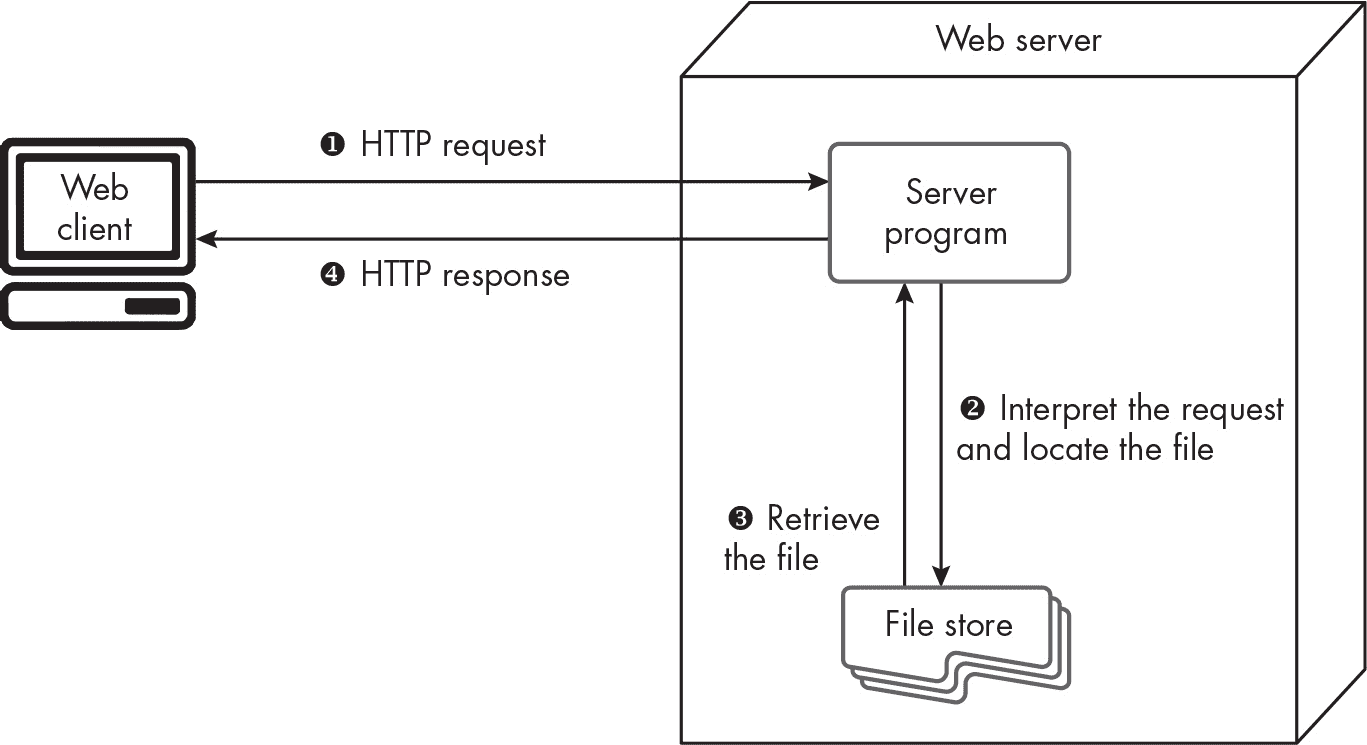 Web server
❶ HTTP request
Web
client
Server
program
❹ HTTP response
❷ Interpret the request
and locate the file
❸ Retrieve
the file
File store